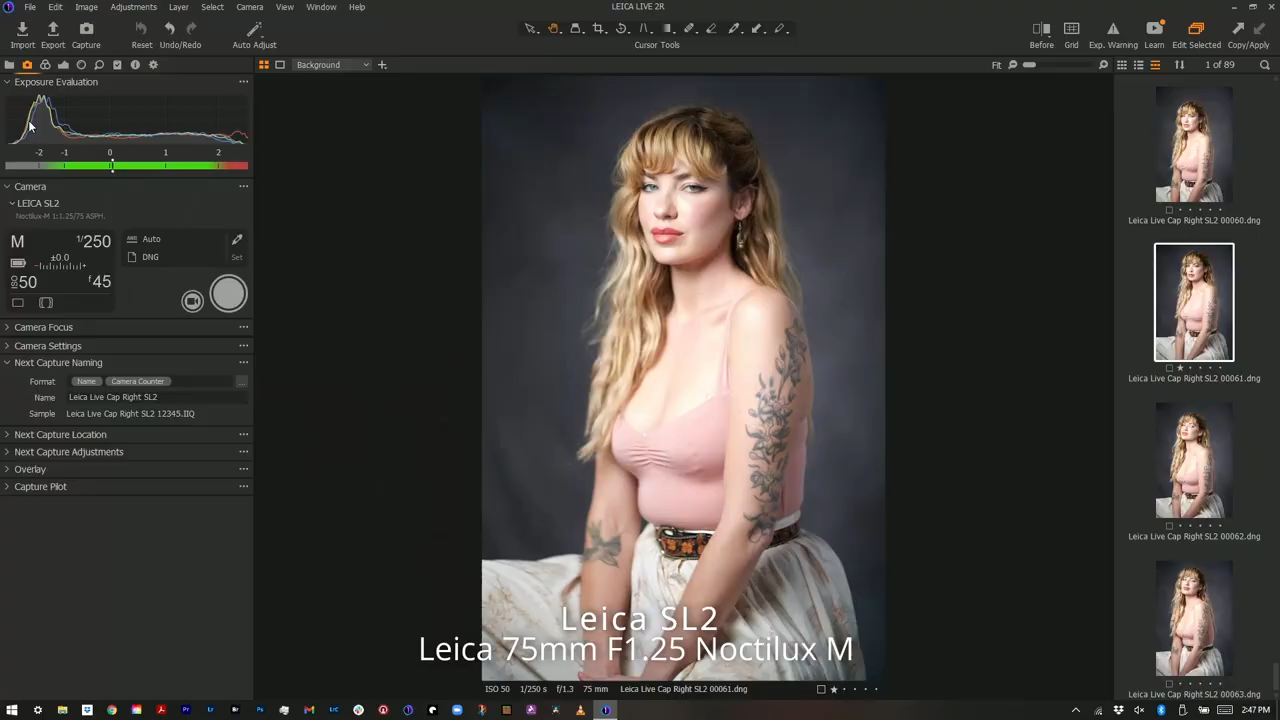 LEICA LIVE 2R
File Edit Image Adjustments Layer Select Camera View Window Help
Import Export Capture Reset Undo/Redo Auto Adjust Cursor Tools Before Grid Exp. Warning Learn Edit Selected Copy/Apply
Background Fit 1 of 89
Exposure Evaluation
-2 -1 0 1 2
Camera
LEICA SL2
Noctilux-M 1:1.25/75 ASPH.
M 1/250 AWB Auto
±0.0 DNG Set
ISO 50 f45
Camera Focus
Camera Settings
Next Capture Naming
Format Name Camera Counter ...
Name Leica Live Cap Right SL2
Sample Leica Live Cap Right SL2 12345.IIQ
Next Capture Location
Next Capture Adjustments
Overlay
Capture Pilot
Leica SL2
Leica 75mm F1.25 Noctilux M
ISO 50 1/250 s f/1.3 75 mm Leica Live Cap Right SL2 00061.dng
Leica Live Cap Right SL2 00060.dng
Leica Live Cap Right SL2 00061.dng
Leica Live Cap Right SL2 00062.dng
Leica Live Cap Right SL2 00063.dng
2:47 PM